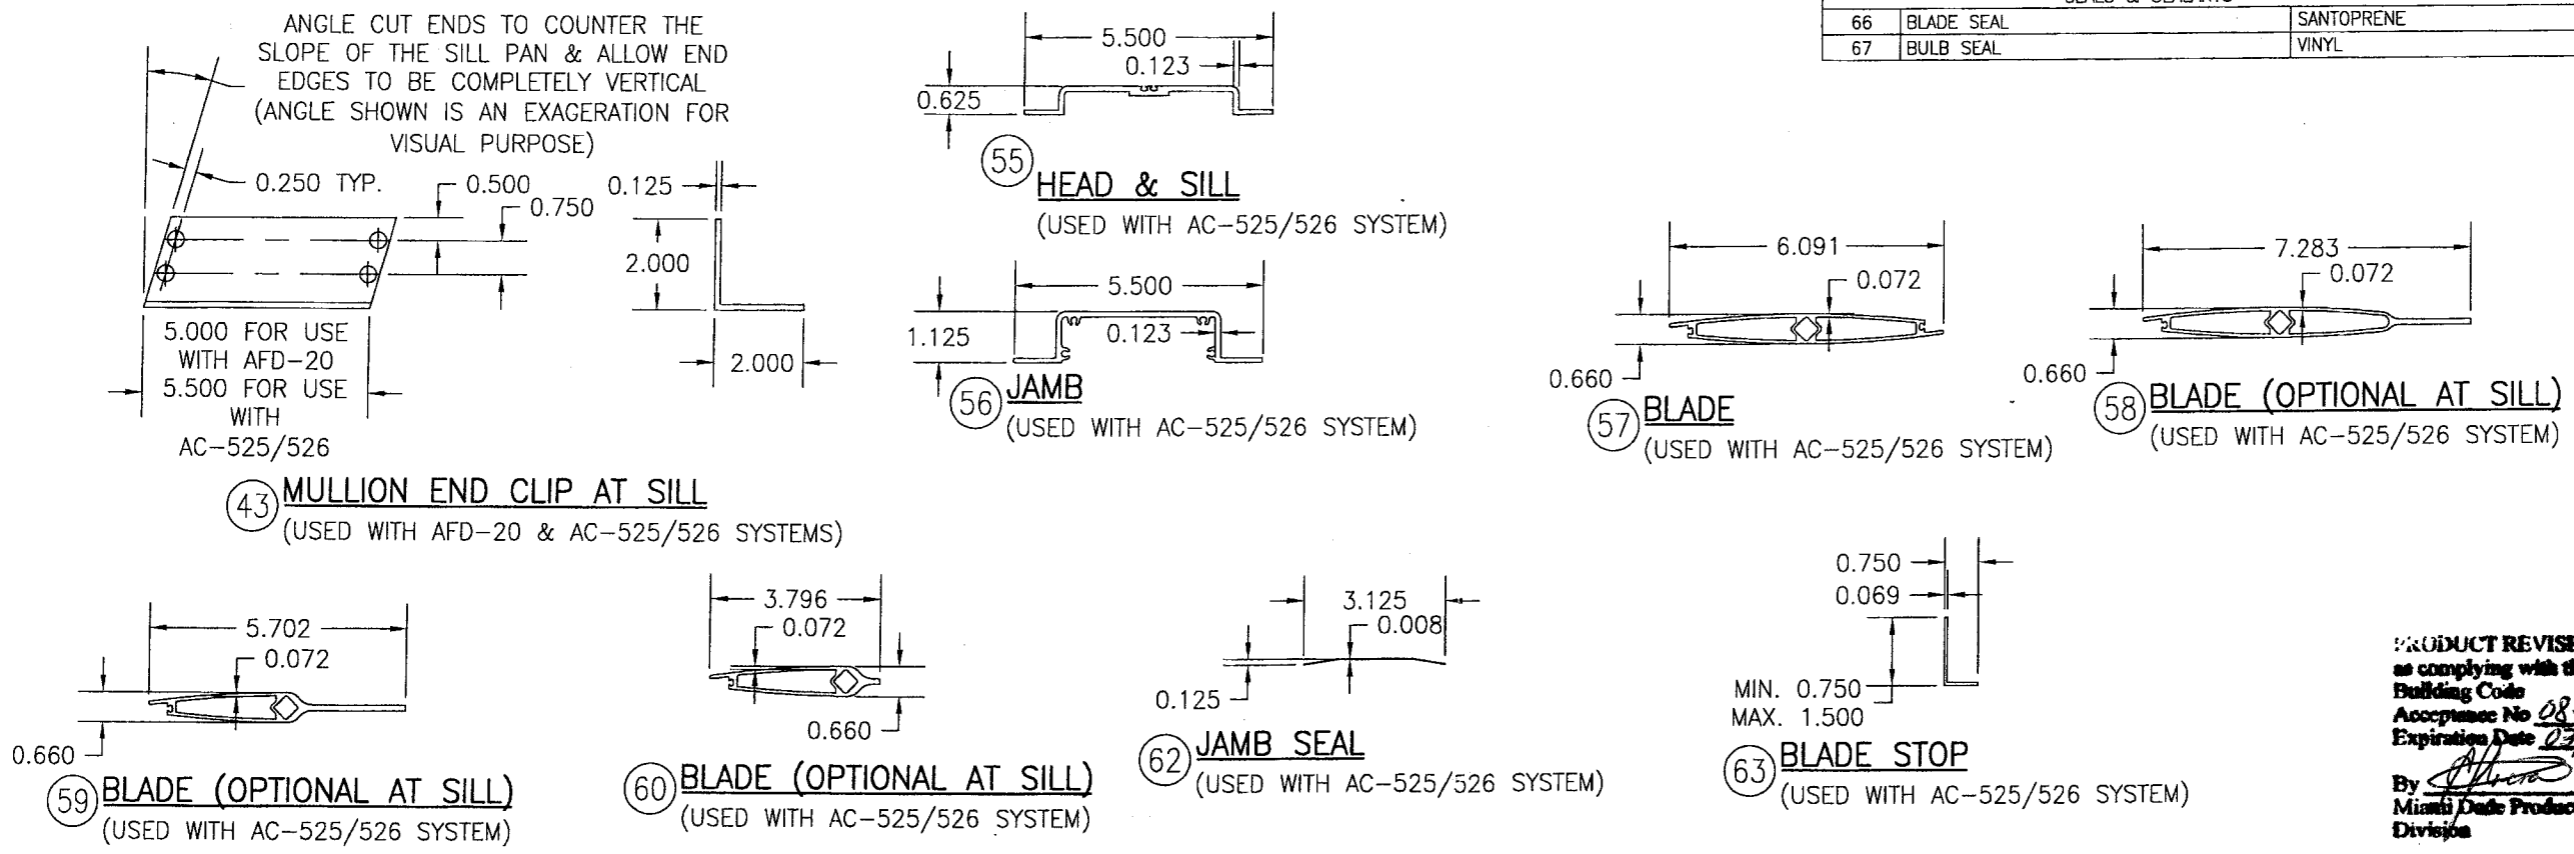 ANGLE CUT ENDS TO COUNTER THE
SLOPE OF THE SILL PAN & ALLOW END
EDGES TO BE COMPLETELY VERTICAL
(ANGLE SHOWN IS AN EXAGERATION FOR
VISUAL PURPOSE)
0.250 TYP.
0.500
0.750
0.125
2.000
2.000
5.000 FOR USE
WITH AFD-20
5.500 FOR USE
WITH
AC-525/526
43 MULLION END CLIP AT SILL
(USED WITH AFD-20 & AC-525/526 SYSTEMS)
5.500
0.123
0.625
55 HEAD & SILL
(USED WITH AC-525/526 SYSTEM)
5.500
1.125
0.123
56 JAMB
(USED WITH AC-525/526 SYSTEM)
66 BLADE SEAL SANTOPRENE
67 BULB SEAL VINYL
6.091
0.072
0.660
57 BLADE
(USED WITH AC-525/526 SYSTEM)
7.283
0.072
0.660
58 BLADE (OPTIONAL AT SILL)
(USED WITH AC-525/526 SYSTEM)
5.702
0.072
0.660
59 BLADE (OPTIONAL AT SILL)
(USED WITH AC-525/526 SYSTEM)
3.796
0.072
0.660
60 BLADE (OPTIONAL AT SILL)
(USED WITH AC-525/526 SYSTEM)
3.125
0.008
0.125
62 JAMB SEAL
(USED WITH AC-525/526 SYSTEM)
0.750
0.069
MIN. 0.750
MAX. 1.500
63 BLADE STOP
(USED WITH AC-525/526 SYSTEM)
PRODUCT REVISE
as complying with th
Building Code
Acceptance No 08
Expiration Date
By
Miami Dade Produc
Division